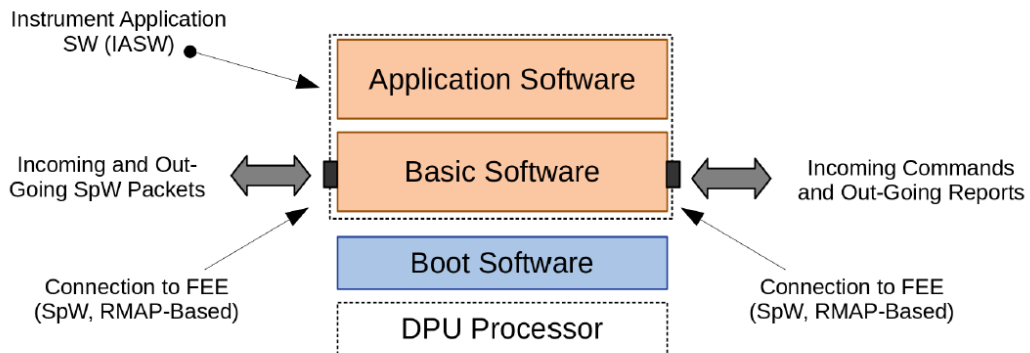 Instrument Application
SW (IASW)
Application Software
Incoming and Out-
Going SpW Packets
Basic Software
Incoming Commands
and Out-Going Reports
Connection to FEE
(SpW, RMAP-Based)
Boot Software
Connection to FEE
(SpW, RMAP-Based)
DPU Processor